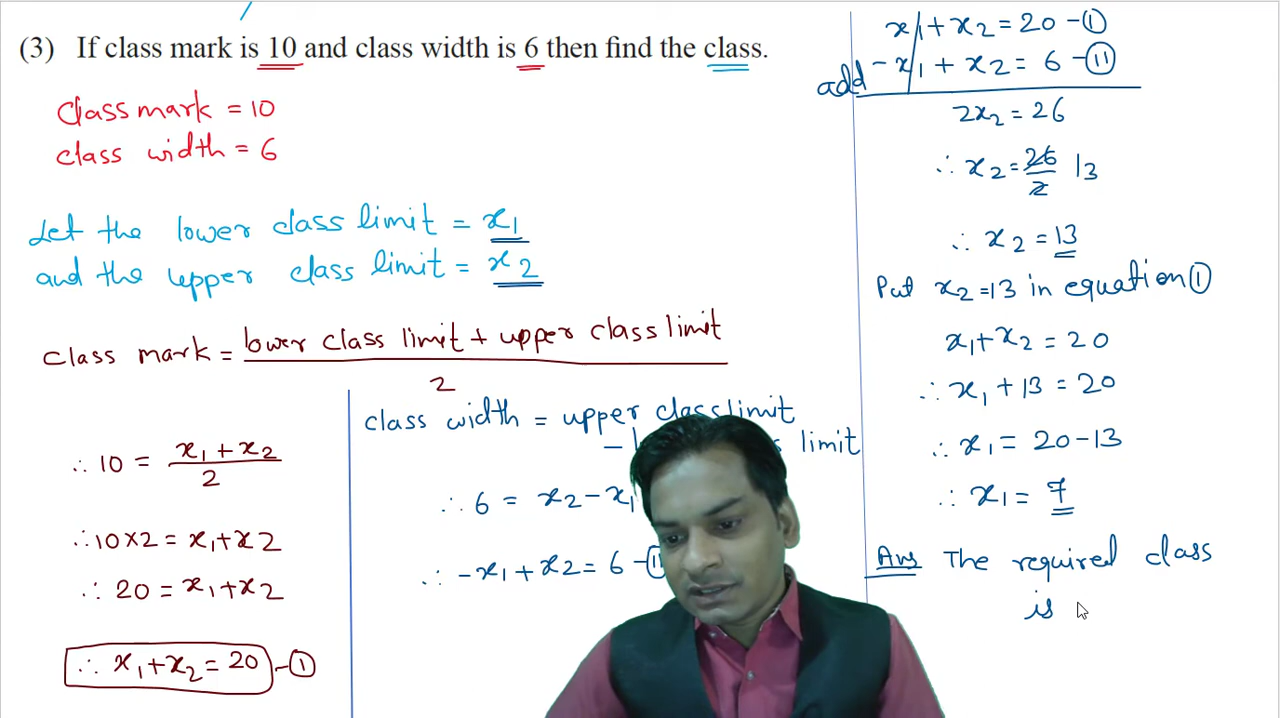 (3) If class mark is 10 and class width is 6 then find the class.
Class mark = 10
class width = 6
Let the lower class limit = x₁
and the upper class limit = x₂
class mark = lower class limit + upper class limit
2
∴ 10 = x₁ + x₂
2
∴ 10 × 2 = x₁ + x₂
∴ 20 = x₁ + x₂
∴ x₁ + x₂ = 20 - ①
class width = upper class limit
- limit
∴ 6 = x₂ - x₁
∴ -x₁ + x₂ = 6 - ⑪
x₁ + x₂ = 20 - ①
add - x₁ + x₂ = 6 - ⑪
2x₂ = 26
∴ x₂ = 26 13
2
∴ x₂ = 13
Put x₂ = 13 in equation ①
x₁ + x₂ = 20
∴ x₁ + 13 = 20
∴ x₁ = 20 - 13
∴ x₁ = 7
Ans The required class
is